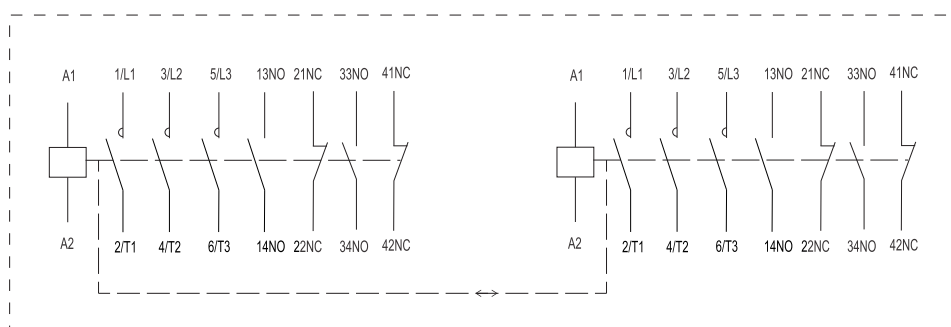 A1 1/L1 3/L2 5/L3 13NO 21NC 33NO 41NC
A2 2/T1 4/T2 6/T3 14NO 22NC 34NO 42NC
A1 1/L1 3/L2 5/L3 13NO 21NC 33NO 41NC
A2 2/T1 4/T2 6/T3 14NO 22NC 34NO 42NC